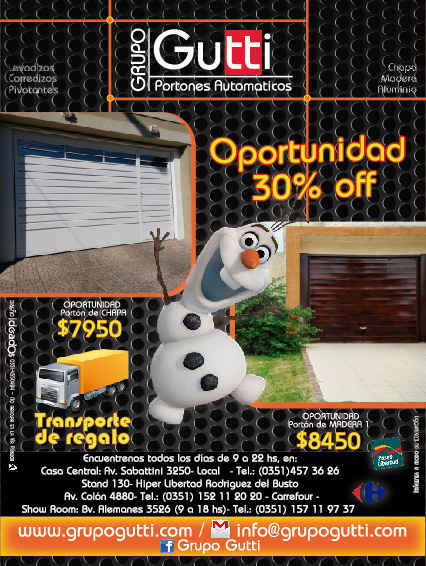 GRUPO
Gutti
Portones Automaticos
Levadizos
Corredizos
Pivotantes
Chapa
Madera
Aluminio
Oportunidad
30% off
OPORTUNIDAD
Portón de CHAPA
$7950
Transporte
de regalo
OPORTUNIDAD
Portón de MADERA 1"
$8450
Paseo
Libertad
Encuentrenos todos los dias de 9 a 22 hs, en:
Casa Central: Av. Sabattini 3250- Local - Tel.: (0351)457 36 26
Stand 130- Hiper Libertad Rodriguez del Busto
Av. Colón 4880- Tel.: (0351) 152 11 20 20 - Carrefour -
Show Room: Bv. Alemanes 3526 (9 a 18 hs)- Tel.: (0351) 157 11 97 37
www.grupogutti.com / info@grupogutti.com
Grupo Gutti